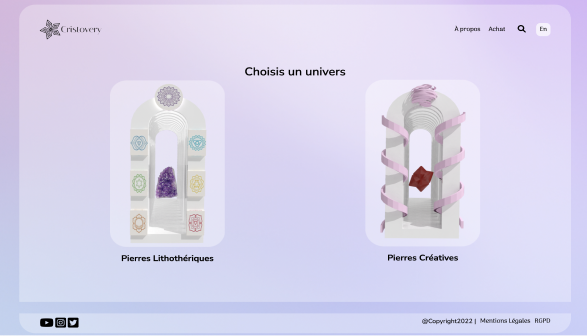 Cristovery
À propos Achat En
Choisis un univers
Pierres Lithothériques Pierres Créatives
@Copyright2022 | Mentions Légales RGPD